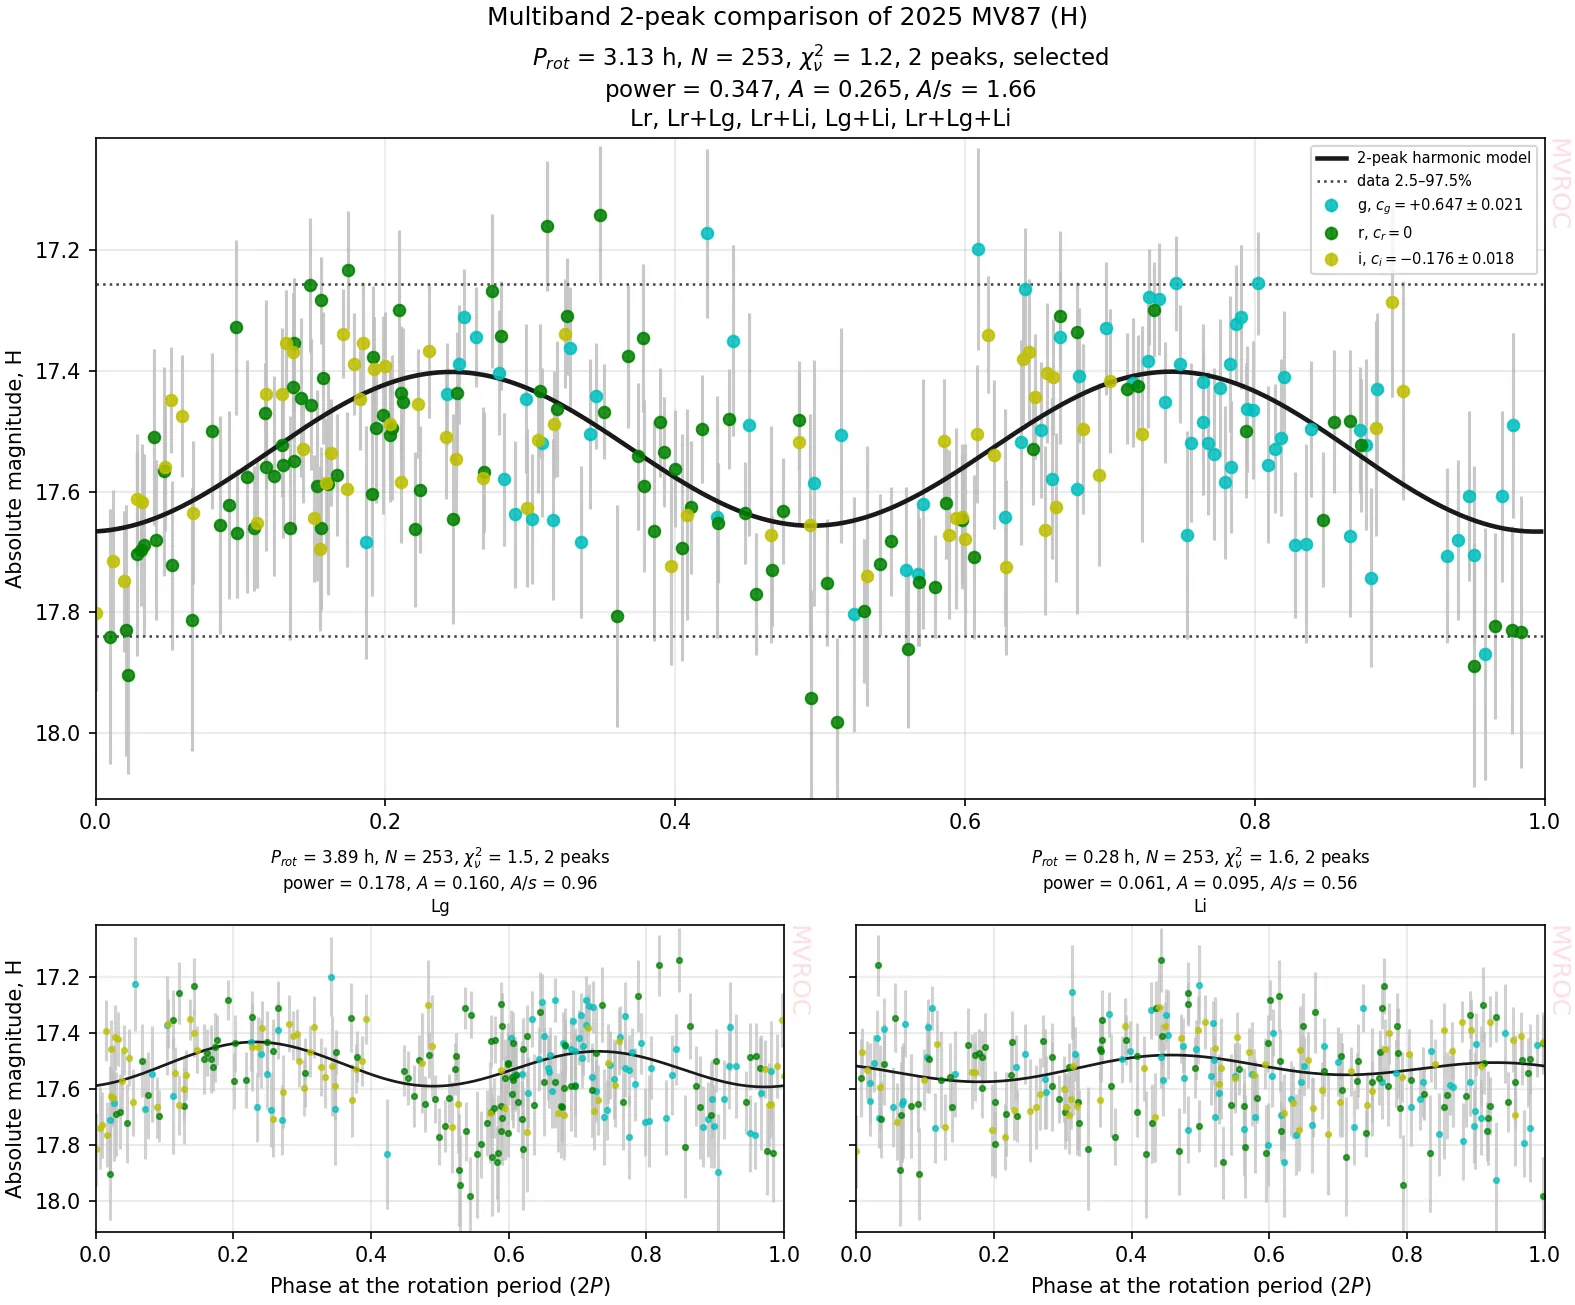 Multiband 2-peak comparison of 2025 MV87 (H)
P_rot = 3.13 h, N = 253, χ²_ν = 1.2, 2 peaks, selected
power = 0.347, A = 0.265, A/s = 1.66
Lr, Lr+Lg, Lr+Li, Lg+Li, Lr+Lg+Li
MVROC
2-peak harmonic model
data 2.5–97.5%
g, c_g = +0.647 ± 0.021
r, c_r = 0
i, c_i = −0.176 ± 0.018
Absolute magnitude, H
17.2
17.4
17.6
17.8
18.0
0.0 0.2 0.4 0.6 0.8 1.0
P_rot = 3.89 h, N = 253, χ²_ν = 1.5, 2 peaks
power = 0.178, A = 0.160, A/s = 0.96
Lg
MVROC
Absolute magnitude, H
17.2
17.4
17.6
17.8
18.0
0.0 0.2 0.4 0.6 0.8 1.0
Phase at the rotation period (2P)
P_rot = 0.28 h, N = 253, χ²_ν = 1.6, 2 peaks
power = 0.061, A = 0.095, A/s = 0.56
Li
MVROC
0.0 0.2 0.4 0.6 0.8 1.0
Phase at the rotation period (2P)